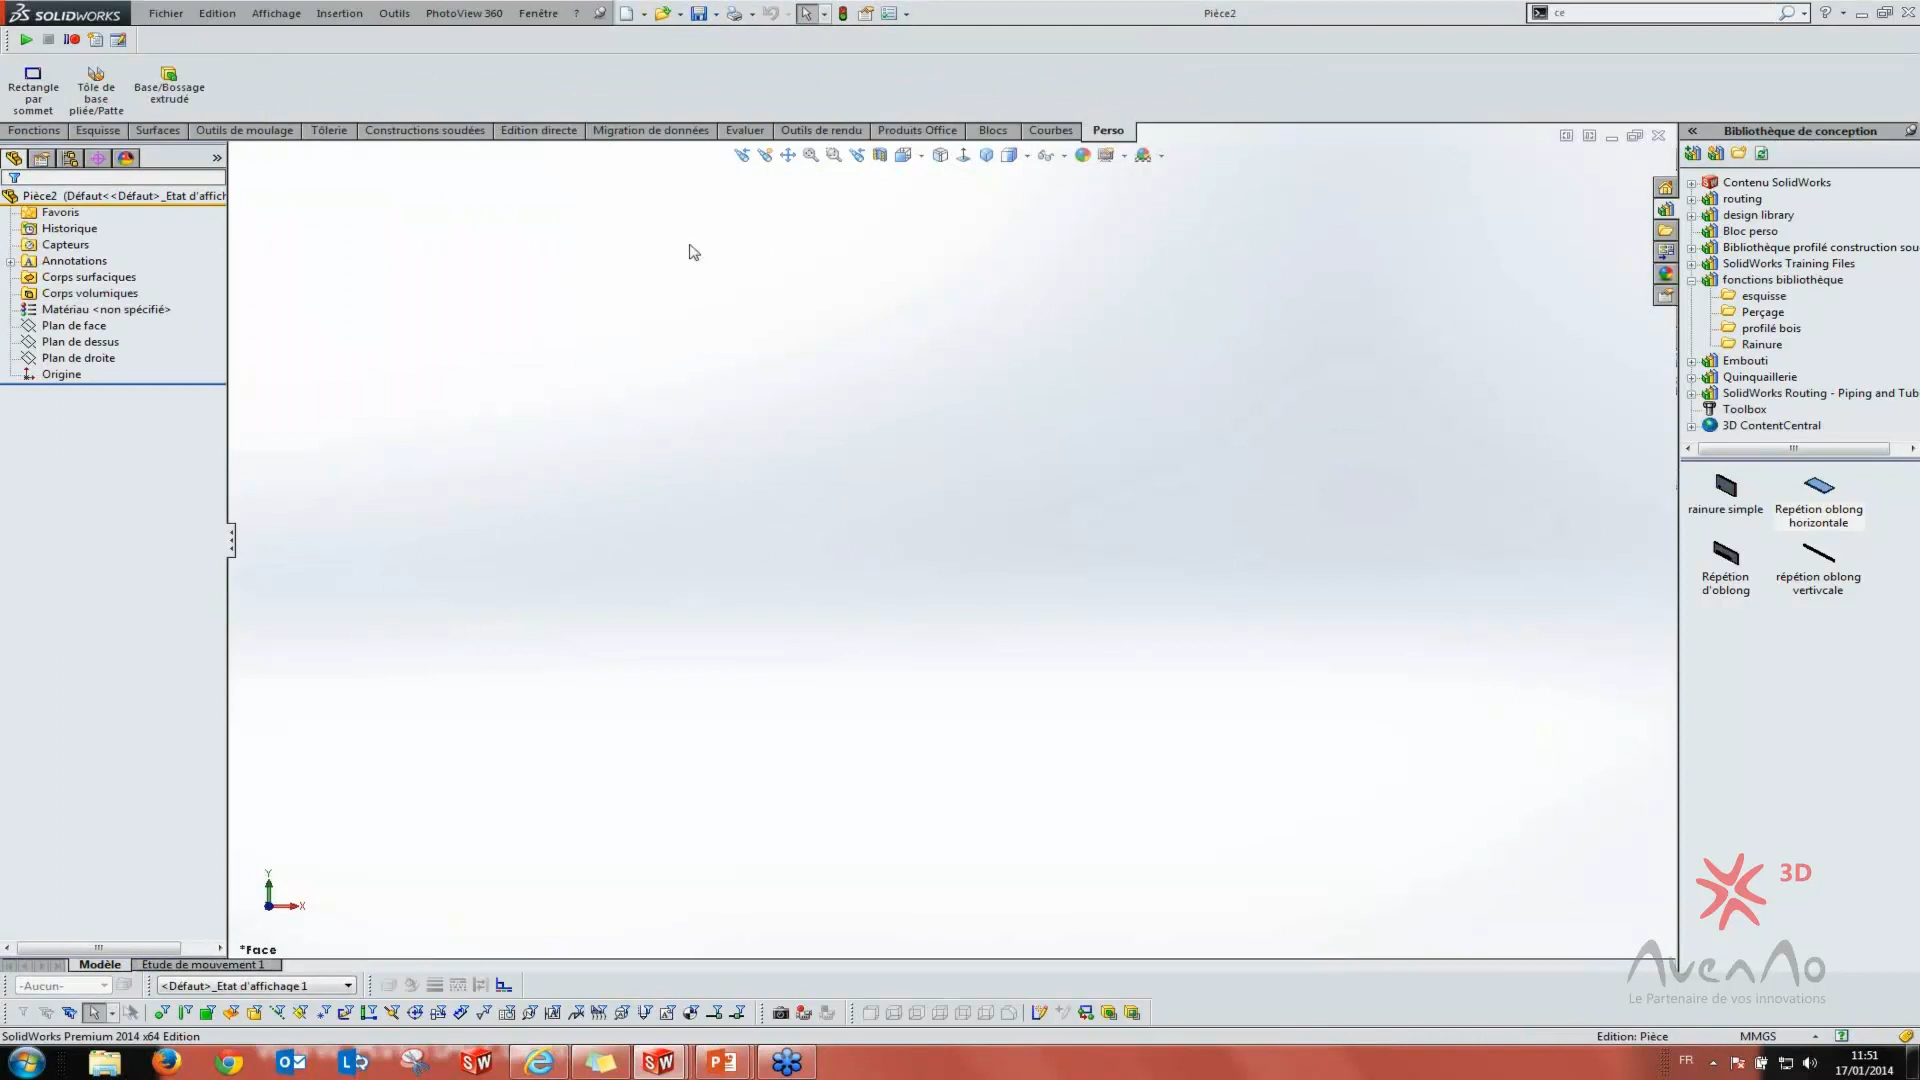 SOLIDWORKS
Fichier Edition Affichage Insertion Outils PhotoView 360 Fenêtre ?
Pièce2
ce
Rectangle par sommet
Tôle de base pliée/Patte
Base/Bossage extrudé
Fonctions Esquisse Surfaces Outils de moulage Tôlerie Constructions soudées Edition directe Migration de données Evaluer Outils de rendu Produits Office Blocs Courbes Perso
Pièce2 (Défaut<<Défaut>_Etat d'affich
Favoris
Historique
Capteurs
Annotations
Corps surfaciques
Corps volumiques
Matériau <non spécifié>
Plan de face
Plan de dessus
Plan de droite
Origine
Y
X
*Face
Bibliothèque de conception
Contenu SolidWorks
routing
design library
Bloc perso
Bibliothèque profilé construction sou
SolidWorks Training Files
fonctions bibliothèque
esquisse
Perçage
profilé bois
Rainure
Embouti
Quinquaillerie
SolidWorks Routing - Piping and Tub
Toolbox
3D ContentCentral
rainure simple
Repétion oblong horizontale
Répétion d'oblong
répétion oblong vertivcale
3D
AvenAo
Le Partenaire de vos innovations
Modèle Etude de mouvement 1
-Aucun-
<Défaut>_Etat d'affichage 1
SolidWorks Premium 2014 x64 Edition
Edition: Pièce
MMGS
FR
11:51
17/01/2014